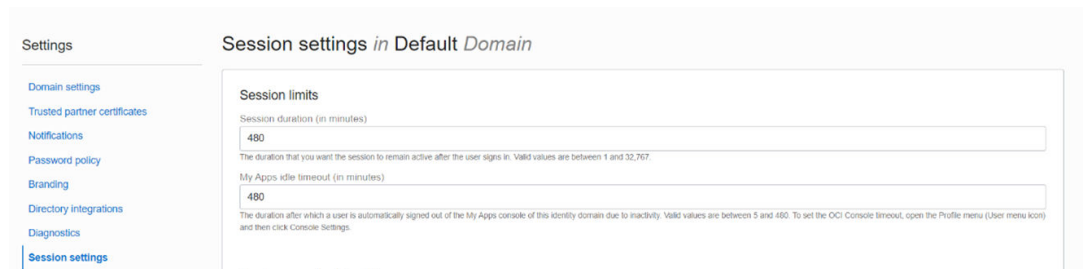 Settings
Domain settings
Trusted partner certificates
Notifications
Password policy
Branding
Directory integrations
Diagnostics
Session settings
Session settings in Default Domain
Session limits
Session duration (in minutes)
480
The duration that you want the session to remain active after the user signs in. Valid values are between 1 and 32,767.
My Apps idle timeout (in minutes)
480
The duration after which a user is automatically signed out of the My Apps console of this identity domain due to inactivity. Valid values are between 5 and 480. To set the OCI Console timeout, open the Profile menu (User menu icon)
and then click Console Settings.